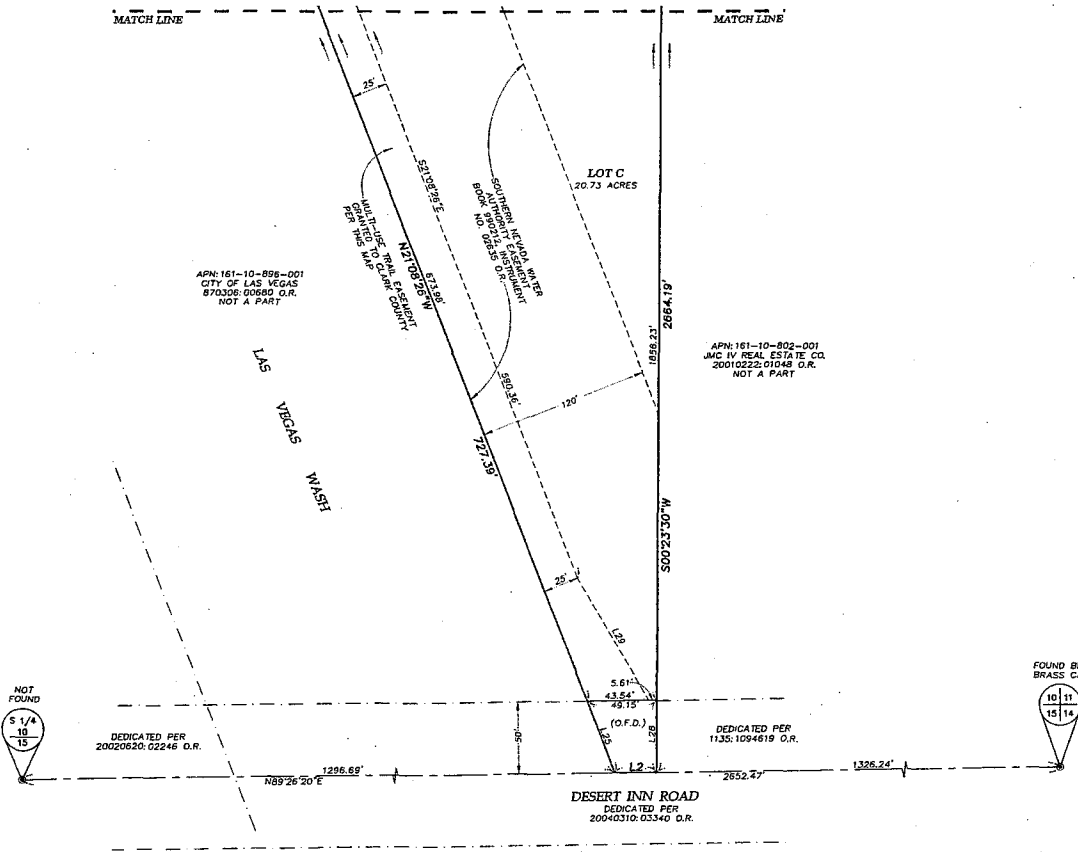 MATCH LINE
MATCH LINE
25'
S21°08'26"E
MULTI-USE TRAIL EASEMENT
GRANTED TO CLARK COUNTY
PER THIS MAP
N21°08'26"W
673.98'
SOUTHERN NEVADA WATER
AUTHORITY EASEMENT
BOOK 990212, INSTRUMENT
NO. 02635 O.R.
LOT C
20.73 ACRES
2664.19'
1856.23'
APN: 161-10-896-001
CITY OF LAS VEGAS
870306: 00680 O.R.
NOT A PART
APN: 161-10-802-001
JMC IV REAL ESTATE CO.
20010222: 01048 O.R.
NOT A PART
LAS
VEGAS
WASH
590.36'
120'
727.39'
S00°23'30"W
25'
L29
5.61'
43.54'
49.15'
(O.F.D.)
25
L28
50'
NOT
FOUND
S 1/4
10
15
DEDICATED PER
20020620: 02246 O.R.
DEDICATED PER
1135: 1094619 O.R.
FOUND
BRASS
10 11
15 14
1296.69'
N89°26'20"E
L2
2652.47'
1326.24'
DESERT INN ROAD
DEDICATED PER
20040310: 03340 O.R.